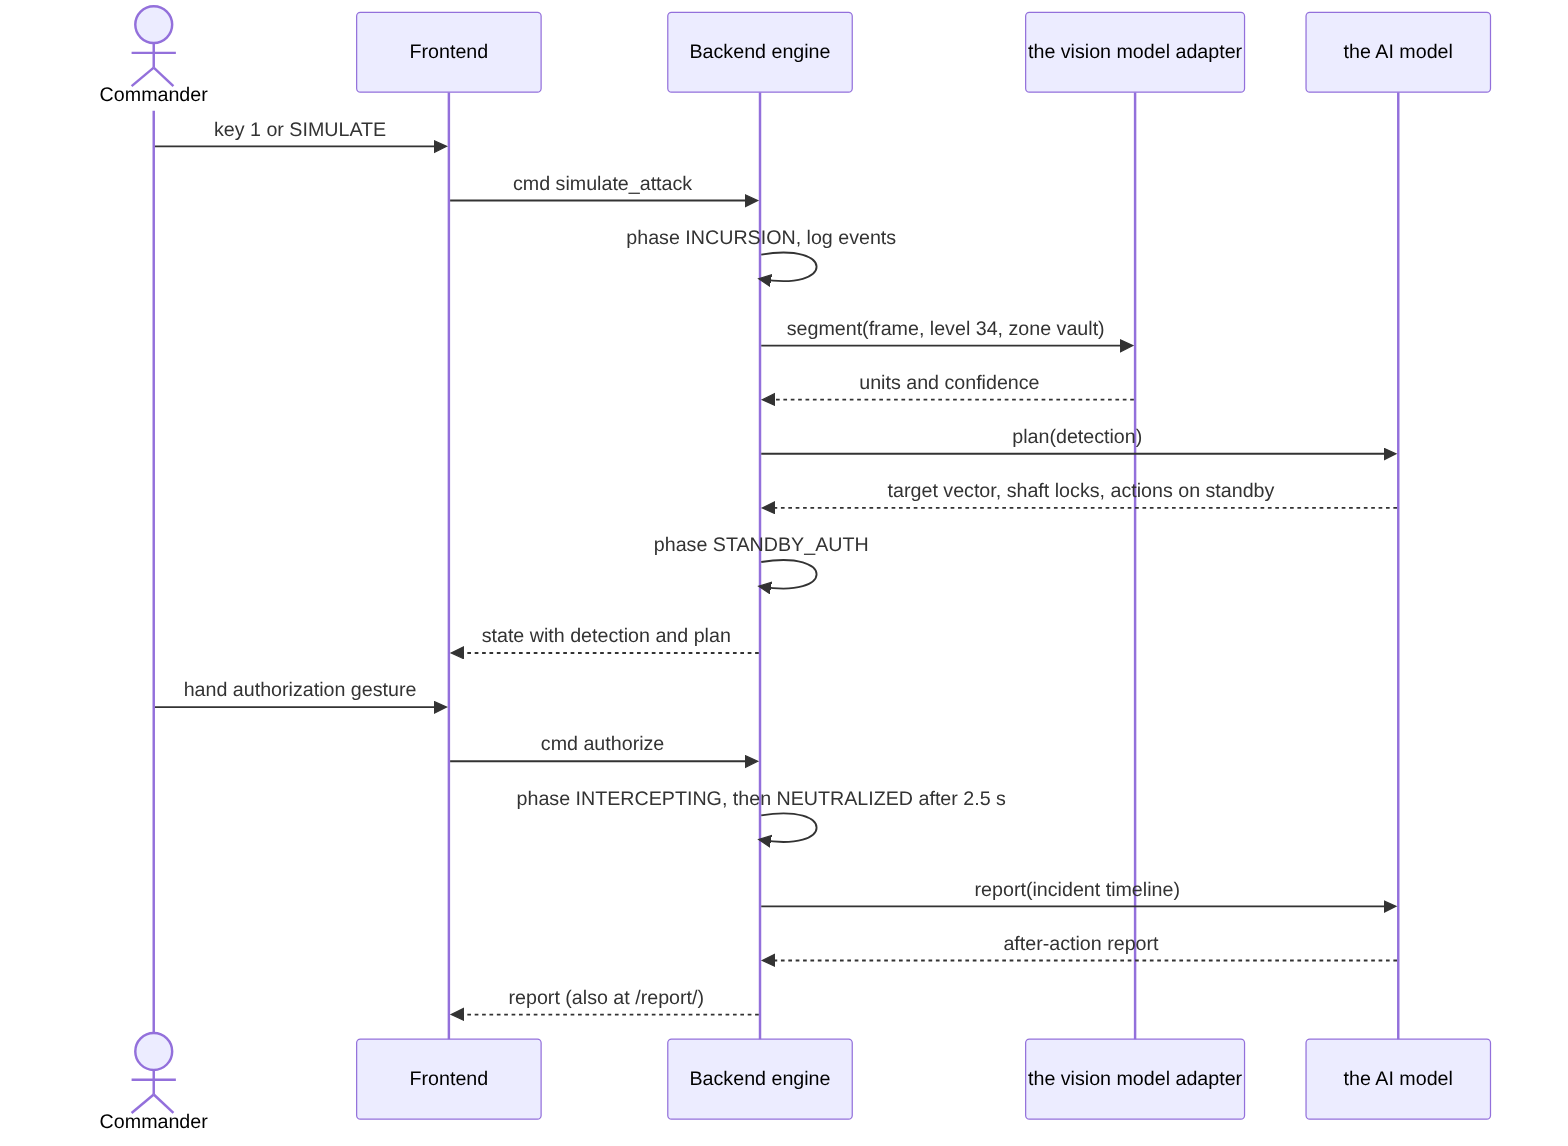 Commander
Frontend
Backend engine
the vision model adapter
the AI model
key 1 or SIMULATE
cmd simulate_attack
phase INCURSION, log events
segment(frame, level 34, zone vault)
units and confidence
plan(detection)
target vector, shaft locks, actions on standby
phase STANDBY_AUTH
state with detection and plan
hand authorization gesture
cmd authorize
phase INTERCEPTING, then NEUTRALIZED after 2.5 s
report(incident timeline)
after-action report
report (also at /report/)
Commander
Frontend
Backend engine
the vision model adapter
the AI model